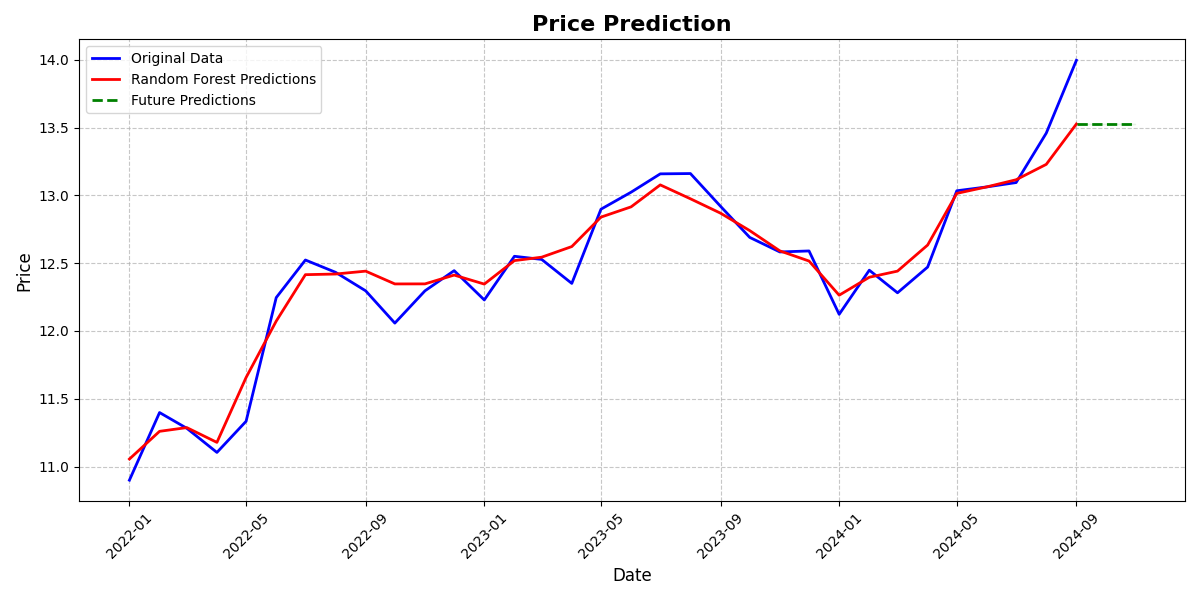 Price Prediction
Original Data
Random Forest Predictions
Future Predictions
14.0
13.5
13.0
12.5
12.0
11.5
11.0
Price
2022-01
2022-05
2022-09
2023-01
2023-05
2023-09
2024-01
2024-05
2024-09
Date